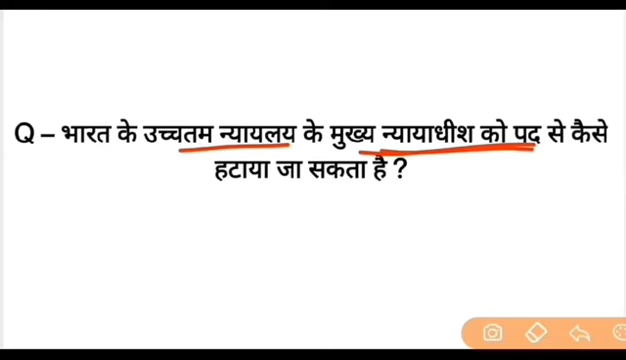 Q – भारत के उच्चतम न्यायलय के मुख्य न्यायाधीश को पद से कैसे
हटाया जा सकता है ?